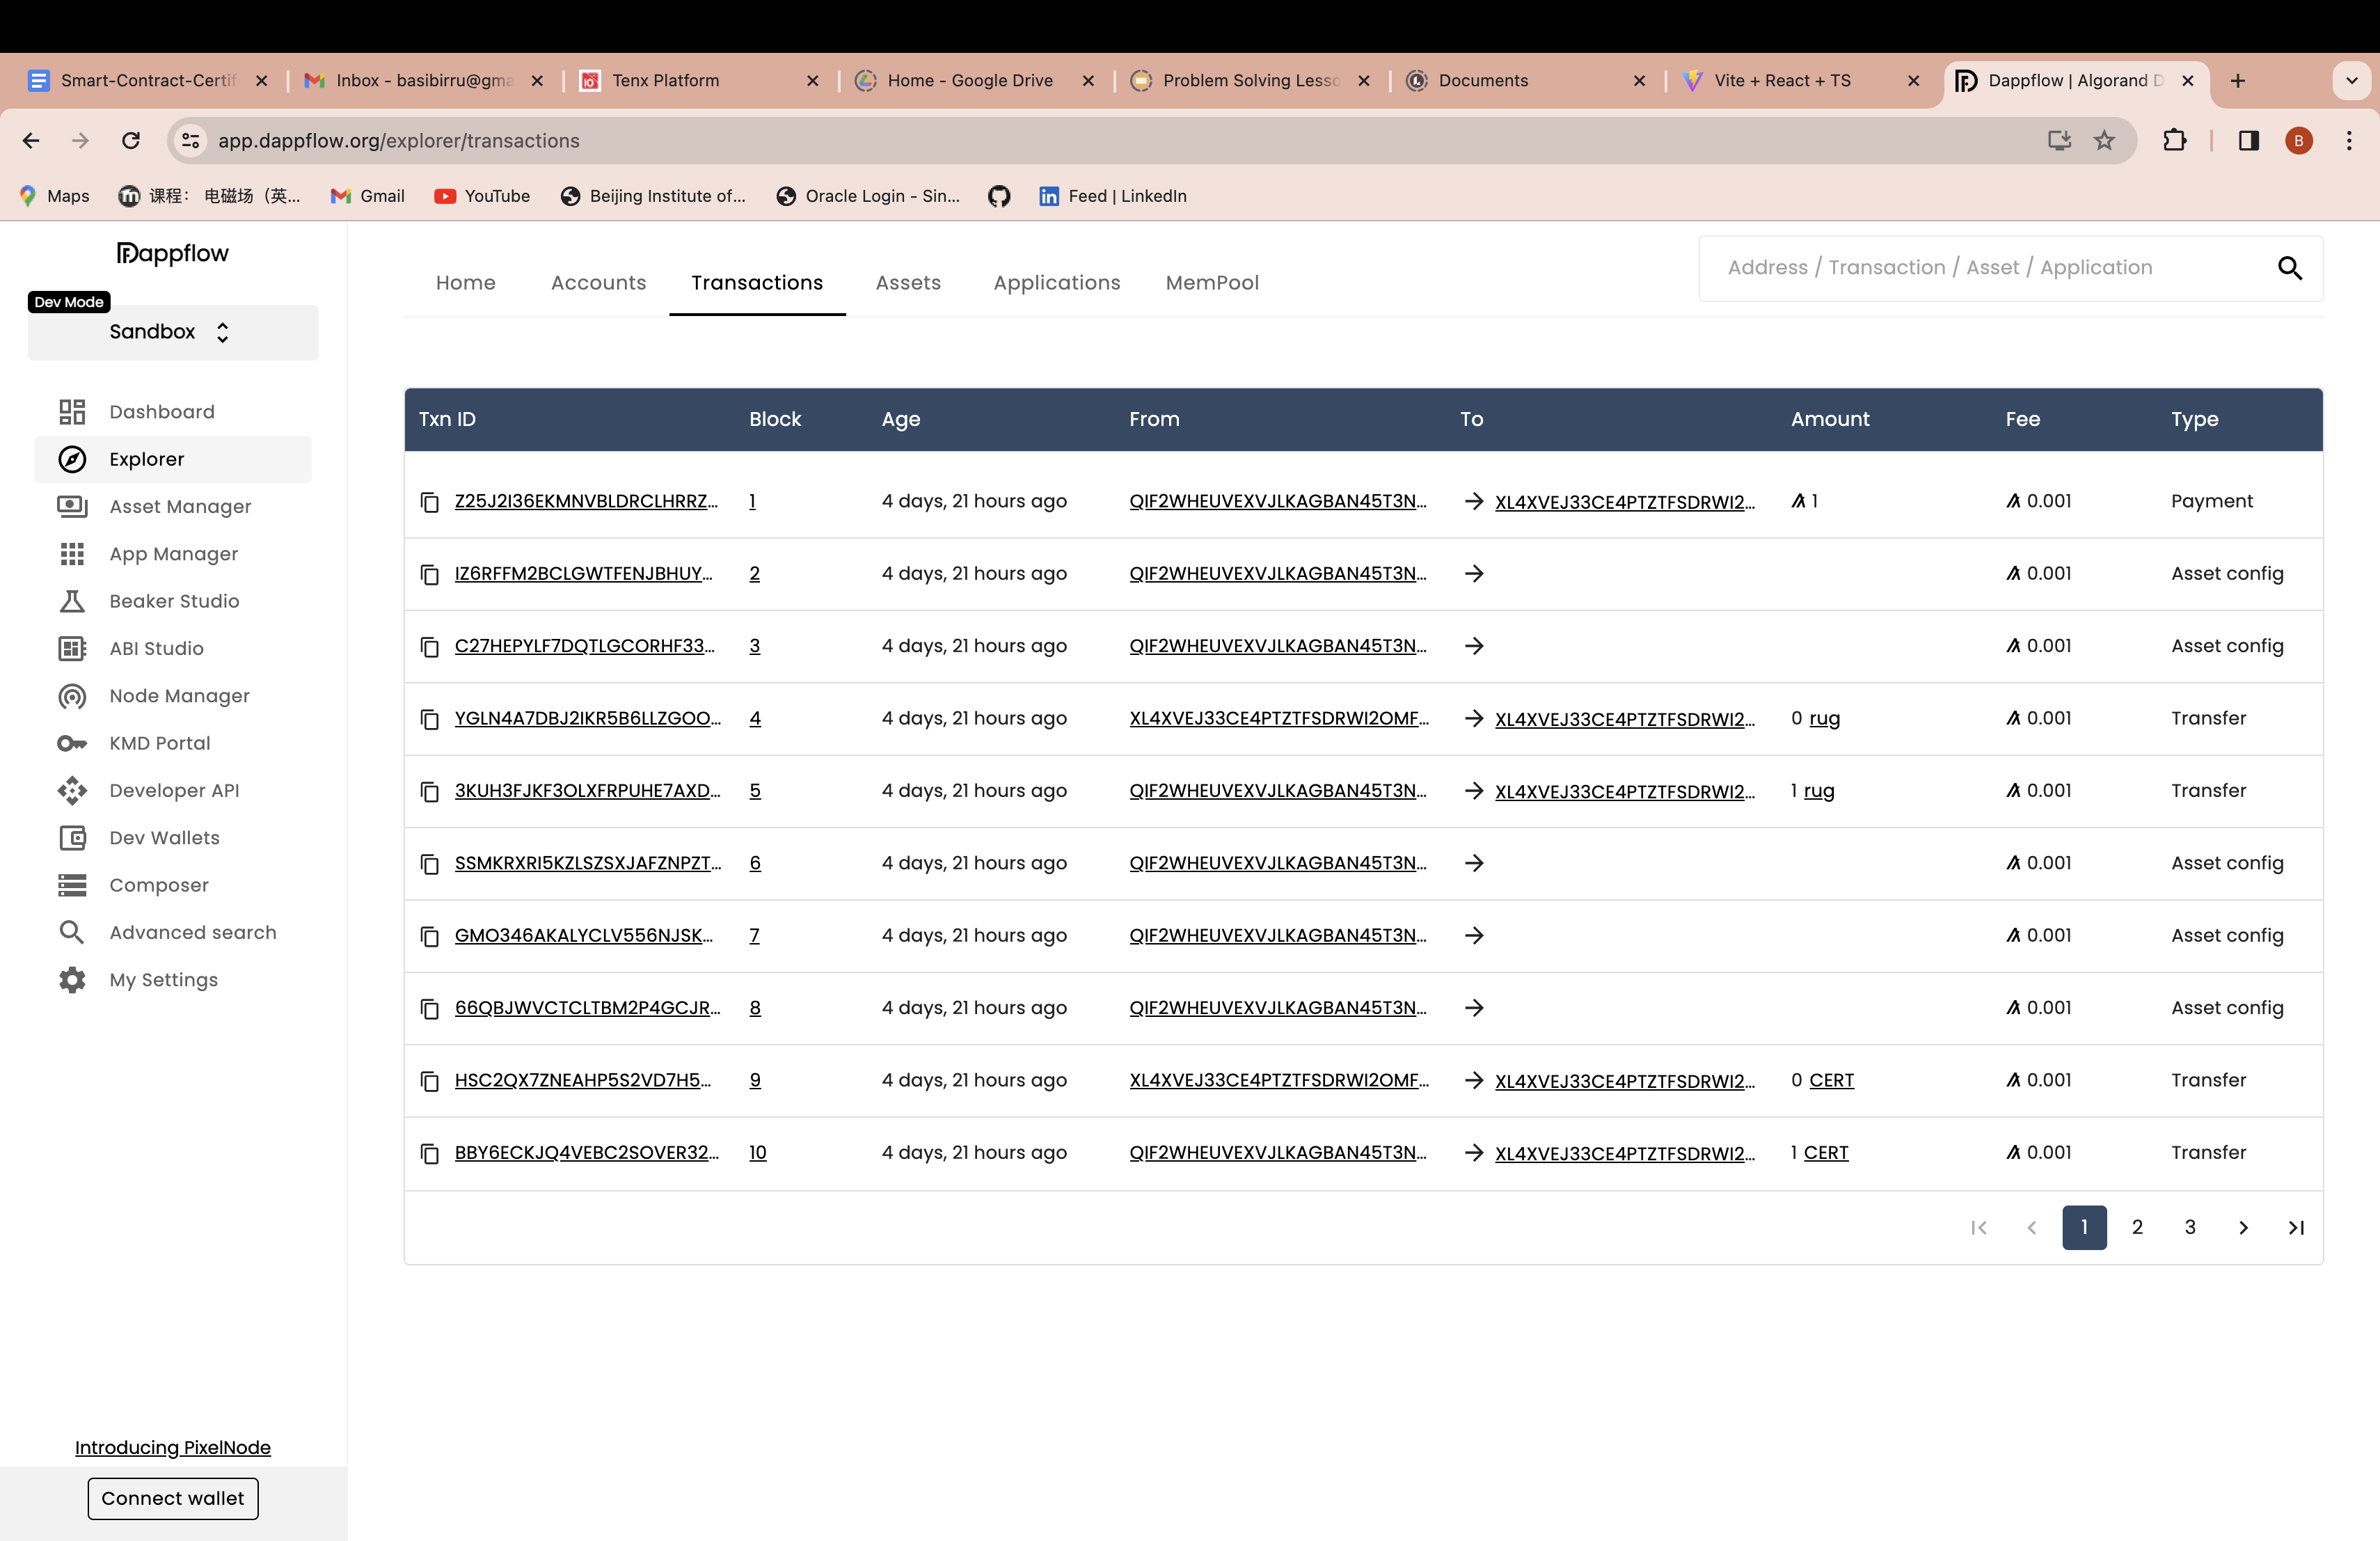 Smart-Contract-Certif
Inbox - basibirru@gma
Tenx Platform
Home - Google Drive
Problem Solving Lesso
Documents
Vite + React + TS
Dappflow | Algorand D
app.dappflow.org/explorer/transactions
B
Maps
课程： 电磁场（英...
Gmail
YouTube
Beijing Institute of...
Oracle Login - Sin...
Feed | LinkedIn
Dappflow
Dev Mode
Sandbox
Dashboard
Explorer
Asset Manager
App Manager
Beaker Studio
ABI Studio
Node Manager
KMD Portal
Developer API
Dev Wallets
Composer
Advanced search
My Settings
Introducing PixelNode
Connect wallet
Home Accounts Transactions Assets Applications MemPool
Address / Transaction / Asset / Application
Txn ID Block Age From To Amount Fee Type
Z25J2I36EKMNVBLDRCLHRRZ... 1 4 days, 21 hours ago QIF2WHEUVEXVJLKAGBAN45T3N... XL4XVEJ33CE4PTZTFSDRWI2... 1 0.001 Payment
IZ6RFFM2BCLGWTFENJBHUY... 2 4 days, 21 hours ago QIF2WHEUVEXVJLKAGBAN45T3N... 0.001 Asset config
C27HEPYLF7DQTLGCORHF33... 3 4 days, 21 hours ago QIF2WHEUVEXVJLKAGBAN45T3N... 0.001 Asset config
YGLN4A7DBJ2IKR5B6LLZGOO... 4 4 days, 21 hours ago XL4XVEJ33CE4PTZTFSDRWI2OMF... XL4XVEJ33CE4PTZTFSDRWI2... 0 rug 0.001 Transfer
3KUH3FJKF3OLXFRPUHE7AXD... 5 4 days, 21 hours ago QIF2WHEUVEXVJLKAGBAN45T3N... XL4XVEJ33CE4PTZTFSDRWI2... 1 rug 0.001 Transfer
SSMKRXRI5KZLSZSXJAFZNPZT... 6 4 days, 21 hours ago QIF2WHEUVEXVJLKAGBAN45T3N... 0.001 Asset config
GMO346AKALYCLV556NJSK... 7 4 days, 21 hours ago QIF2WHEUVEXVJLKAGBAN45T3N... 0.001 Asset config
66QBJWVCTCLTBM2P4GCJR... 8 4 days, 21 hours ago QIF2WHEUVEXVJLKAGBAN45T3N... 0.001 Asset config
HSC2QX7ZNEAHP5S2VD7H5... 9 4 days, 21 hours ago XL4XVEJ33CE4PTZTFSDRWI2OMF... XL4XVEJ33CE4PTZTFSDRWI2... 0 CERT 0.001 Transfer
BBY6ECKJQ4VEBC2SOVER32... 10 4 days, 21 hours ago QIF2WHEUVEXVJLKAGBAN45T3N... XL4XVEJ33CE4PTZTFSDRWI2... 1 CERT 0.001 Transfer
1 2 3